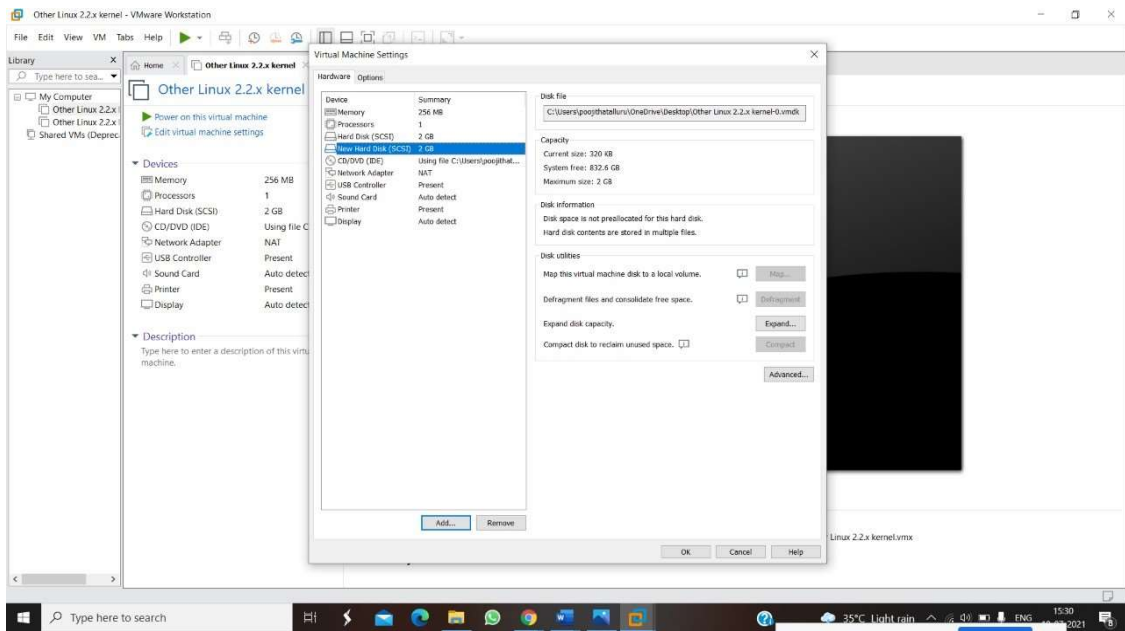 Other Linux 2.2.x kernel - VMware Workstation
File Edit View VM Tabs Help
Library X
Type here to sea...
My Computer
Other Linux 2.2.x
Other Linux 2.2.x
Shared VMs (Deprec
Home
Other Linux 2.2.x kernel
Other Linux 2.2.x kernel
Power on this virtual machine
Edit virtual machine settings
Devices
Memory 256 MB
Processors 1
Hard Disk (SCSI) 2 GB
CD/DVD (IDE) Using file C
Network Adapter NAT
USB Controller Present
Sound Card Auto detect
Printer Present
Display Auto detect
Description
Type here to enter a description of this virtu
machine.
Virtual Machine Settings
Hardware Options
Device Summary
Memory 256 MB
Processors 1
Hard Disk (SCSI) 2 GB
New Hard Disk (SCSI) 2 GB
CD/DVD (IDE) Using file C:\Users\poojithat...
Network Adapter NAT
USB Controller Present
Sound Card Auto detect
Printer Present
Display Auto detect
Add... Remove
Disk file
C:\Users\poojithatalluru\OneDrive\Desktop\Other Linux 2.2.x kernel-0.vmdk
Capacity
Current size: 320 KB
System free: 832.6 GB
Maximum size: 2 GB
Disk information
Disk space is not preallocated for this hard disk.
Hard disk contents are stored in multiple files.
Disk utilities
Map this virtual machine disk to a local volume. Map...
Defragment files and consolidate free space. Defragment
Expand disk capacity. Expand...
Compact disk to reclaim unused space. Compact
Advanced...
OK Cancel Help
Linux 2.2.x kernel.vmx
Type here to search
35°C Light rain ENG 15:30
2021